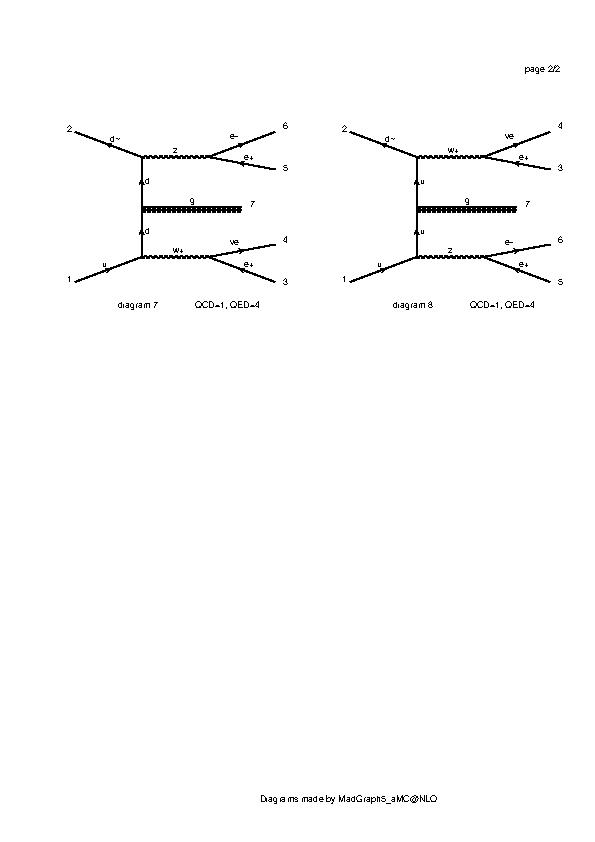 page 2/2
2 d~ z e- 6
e+ 5
d
g 7
d
w+ ve 4
1 u e+ 3
diagram 7 QCD=1, QED=4
2 d~ w+ ve 4
e+ 3
u
g 7
u
z e- 6
1 u e+ 5
diagram 8 QCD=1, QED=4
Diagrams made by MadGraph5_aMC@NLO